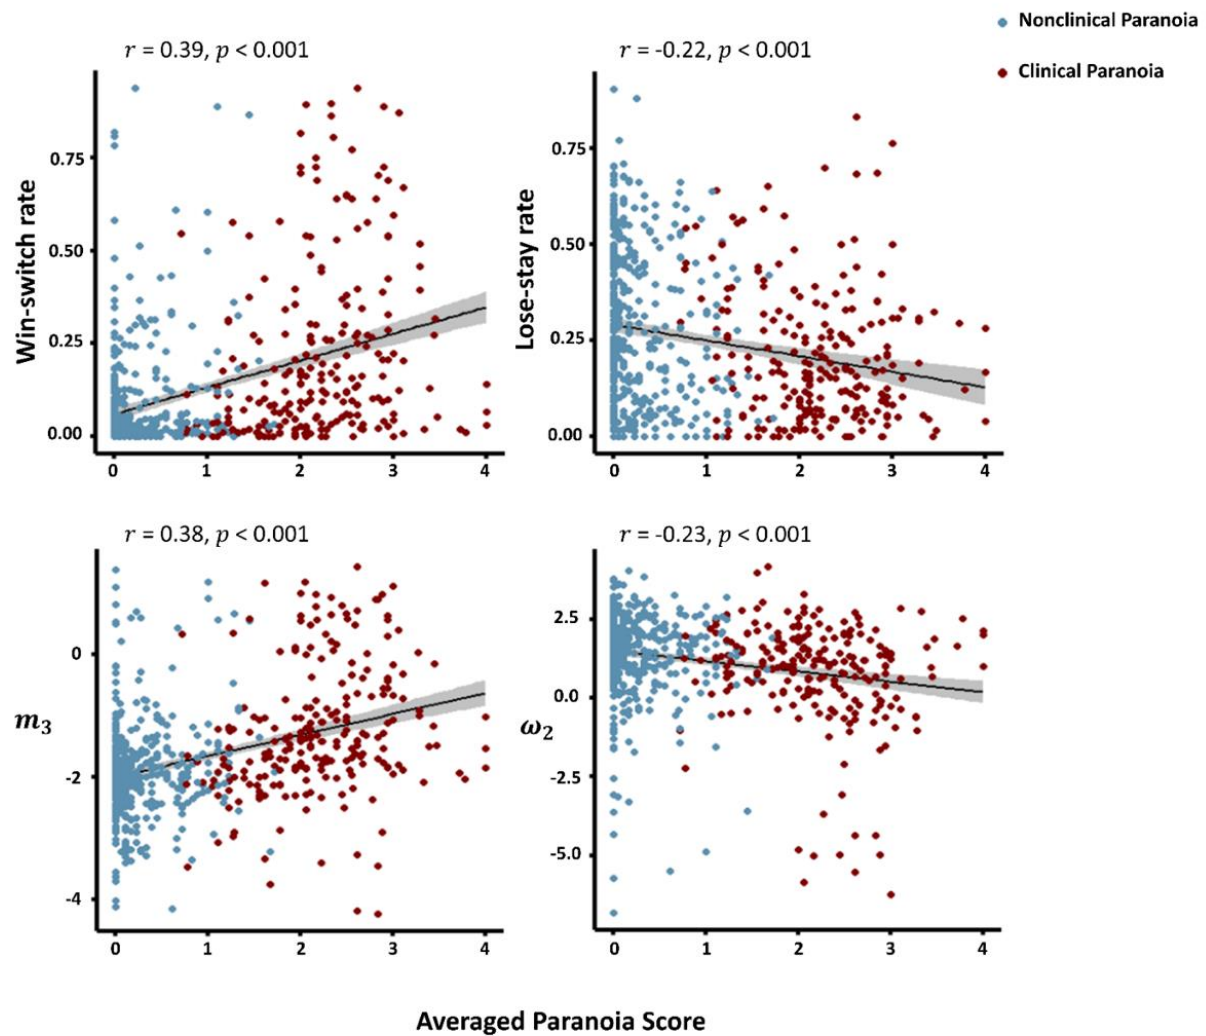 Nonclinical Paranoia
Clinical Paranoia
r = 0.39, p < 0.001
Win-switch rate
0.75
0.50
0.25
0.00
0 1 2 3 4
r = -0.22, p < 0.001
Lose-stay rate
0.75
0.50
0.25
0.00
0 1 2 3 4
r = 0.38, p < 0.001
m₃
0
-2
-4
0 1 2 3 4
r = -0.23, p < 0.001
ω₂
2.5
0.0
-2.5
-5.0
0 1 2 3 4
Averaged Paranoia Score